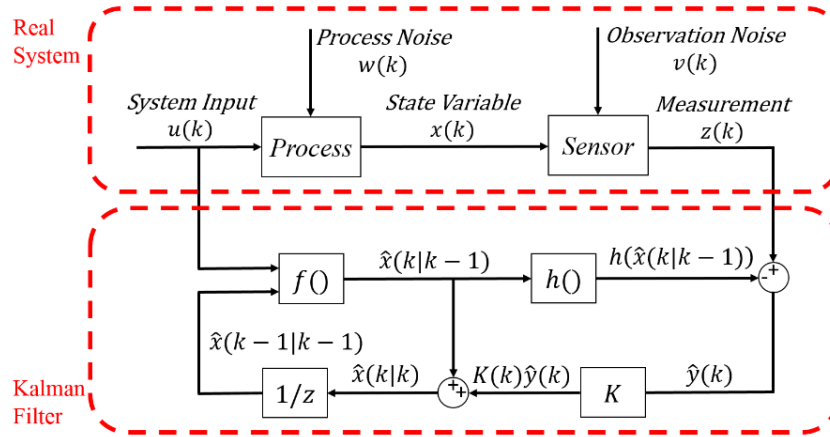 Real
System
Process Noise
w(k)
Observation Noise
v(k)
System Input
u(k)
State Variable
x(k)
Measurement
z(k)
Process
Sensor
x̂(k|k − 1)
h(x̂(k|k − 1))
f()
h()
- +
x̂(k − 1|k − 1)
x̂(k|k)
K(k)ŷ(k)
ŷ(k)
1/z
+ +
K
Kalman
Filter